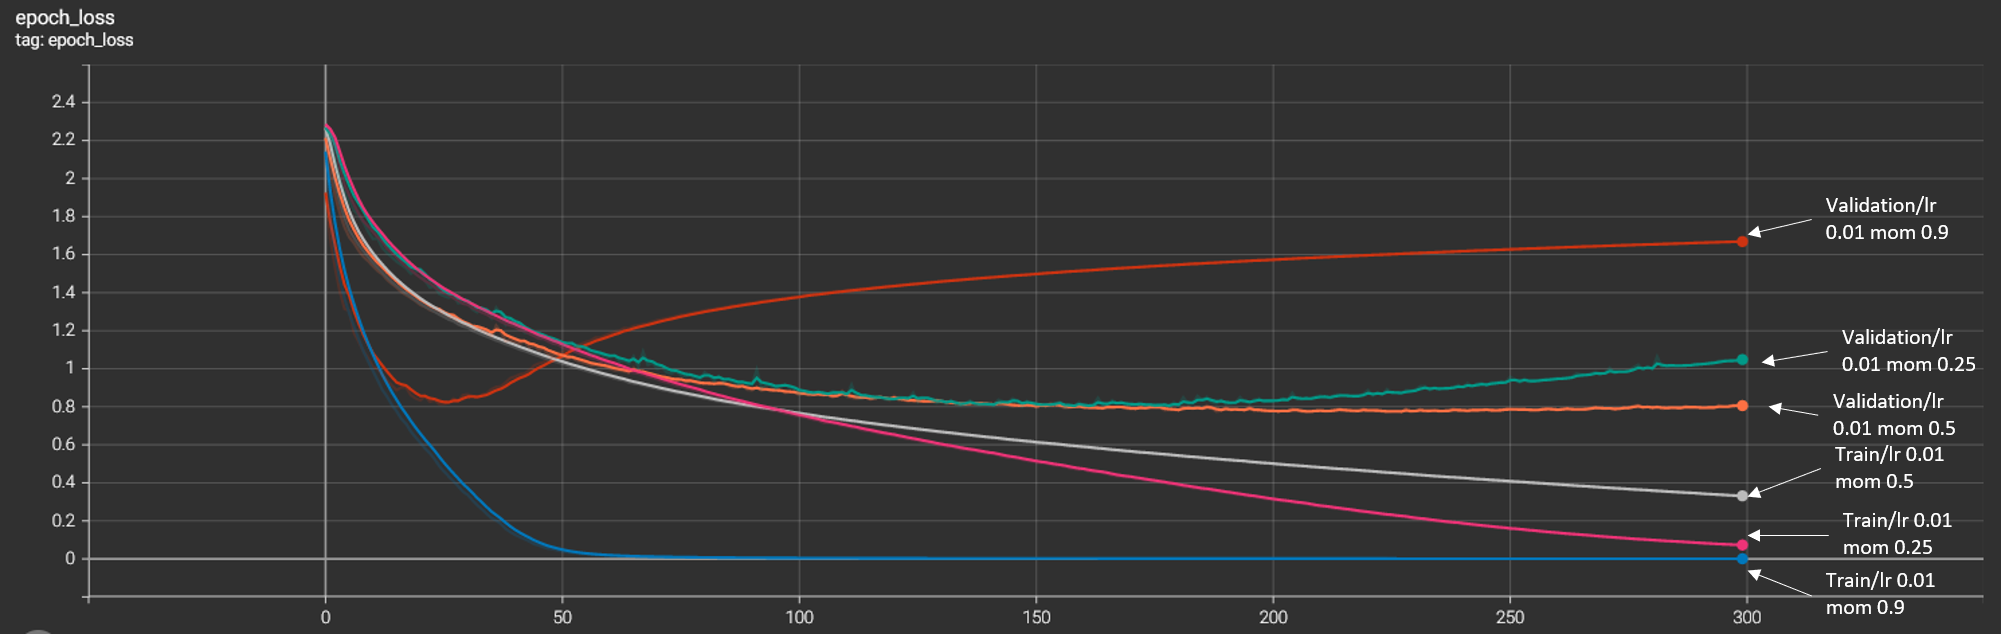 epoch_loss
tag: epoch_loss
2.4
2.2
2
1.8
1.6
1.4
1.2
1
0.8
0.6
0.4
0.2
0
0
50
100
150
200
250
300
Validation/lr
0.01 mom 0.9
Validation/lr
0.01 mom 0.25
Validation/lr
0.01 mom 0.5
Train/lr 0.01
mom 0.5
Train/lr 0.01
mom 0.25
Train/lr 0.01
mom 0.9